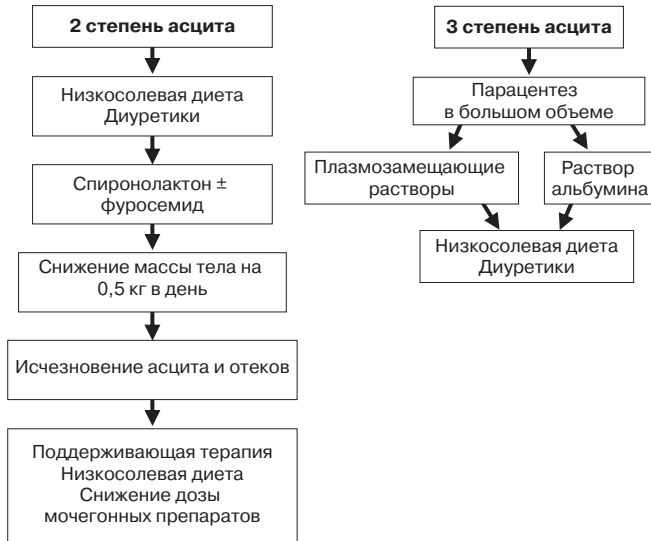 2 степень асцита
Низкосолевая диета
Диуретики
Спиронолактон ±
фуросемид
Снижение массы тела на
0,5 кг в день
Исчезновение асцита и отеков
Поддерживающая терапия
Низкосолевая диета
Снижение дозы
мочегонных препаратов
3 степень асцита
Парацентез
в большом объеме
Плазмозамещающие
растворы
Раствор
альбумина
Низкосолевая диета
Диуретики